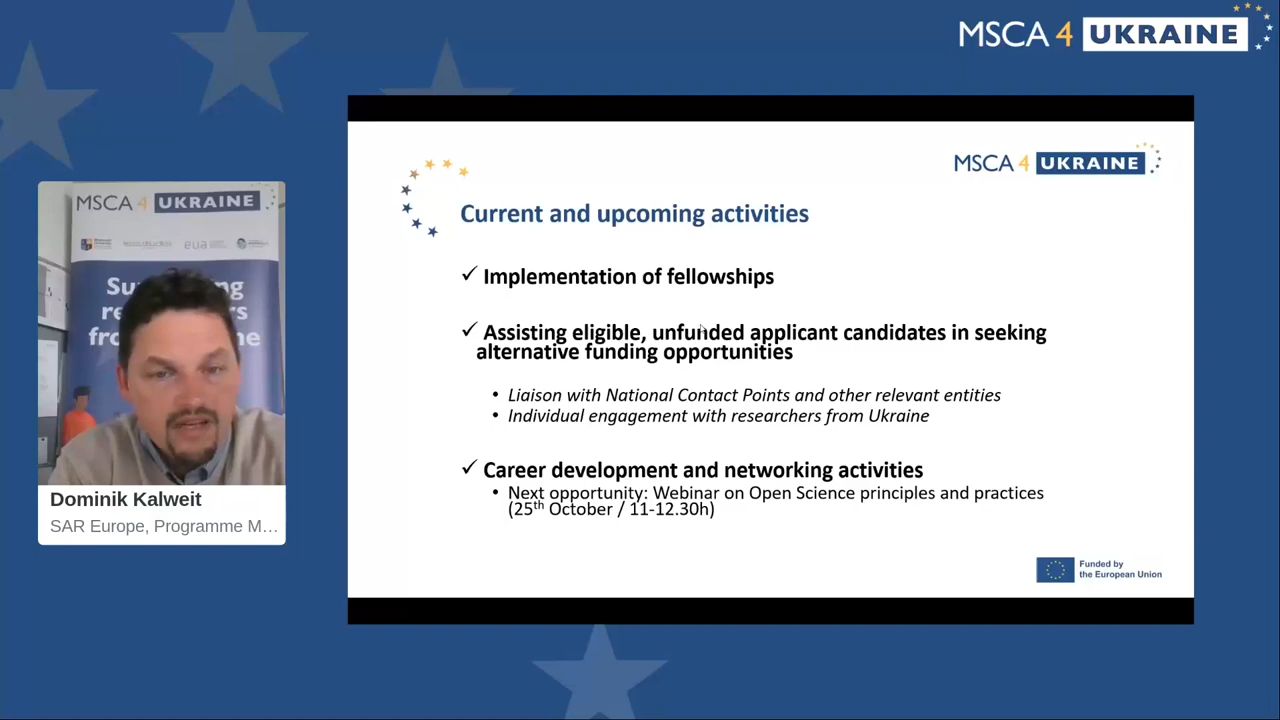 MSCA 4 UKRAINE
MSCA 4 UKRAINE
eua
Dominik Kalweit
SAR Europe, Programme M…
MSCA 4 UKRAINE
Current and upcoming activities
✓ Implementation of fellowships
✓ Assisting eligible, unfunded applicant candidates in seeking
alternative funding opportunities
• Liaison with National Contact Points and other relevant entities
• Individual engagement with researchers from Ukraine
✓ Career development and networking activities
• Next opportunity: Webinar on Open Science principles and practices
(25th October / 11-12.30h)
Funded by
the European Union